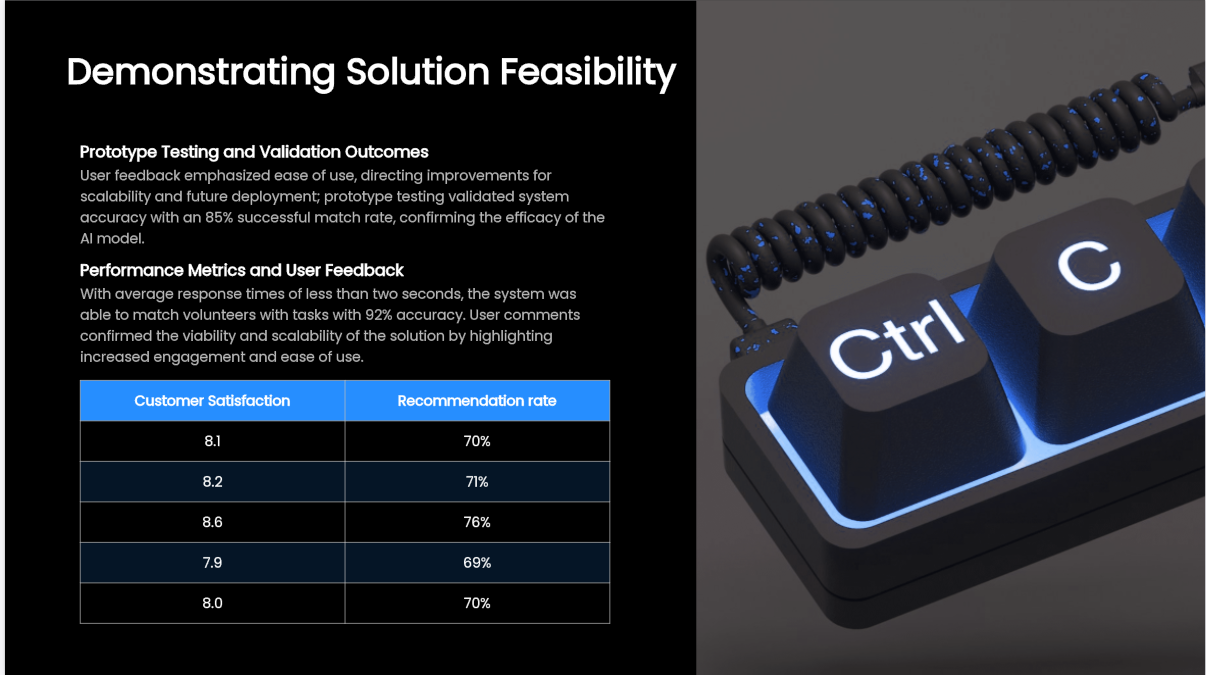 Demonstrating Solution Feasibility
Prototype Testing and Validation Outcomes
User feedback emphasized ease of use, directing improvements for
scalability and future deployment; prototype testing validated system
accuracy with an 85% successful match rate, confirming the efficacy of the
AI model.
Performance Metrics and User Feedback
With average response times of less than two seconds, the system was
able to match volunteers with tasks with 92% accuracy. User comments
confirmed the viability and scalability of the solution by highlighting
increased engagement and ease of use.
Customer Satisfaction Recommendation rate
8.1 70%
8.2 71%
8.6 76%
7.9 69%
8.0 70%
Ctrl
C